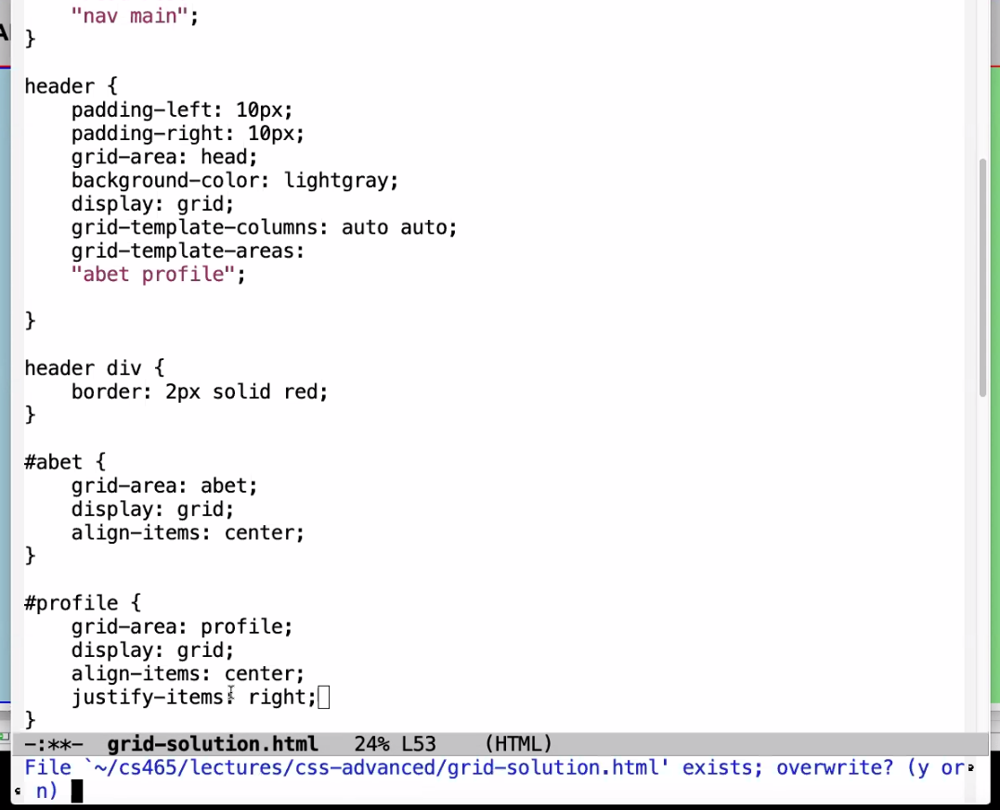 "nav main";
}
header {
padding-left: 10px;
padding-right: 10px;
grid-area: head;
background-color: lightgray;
display: grid;
grid-template-columns: auto auto;
grid-template-areas:
"abet profile";
}
header div {
border: 2px solid red;
}
#abet {
grid-area: abet;
display: grid;
align-items: center;
}
#profile {
grid-area: profile;
display: grid;
align-items: center;
justify-items: right;
}
-:**- grid-solution.html 24% L53 (HTML)
File `~/cs465/lectures/css-advanced/grid-solution.html' exists; overwrite? (y or
n)